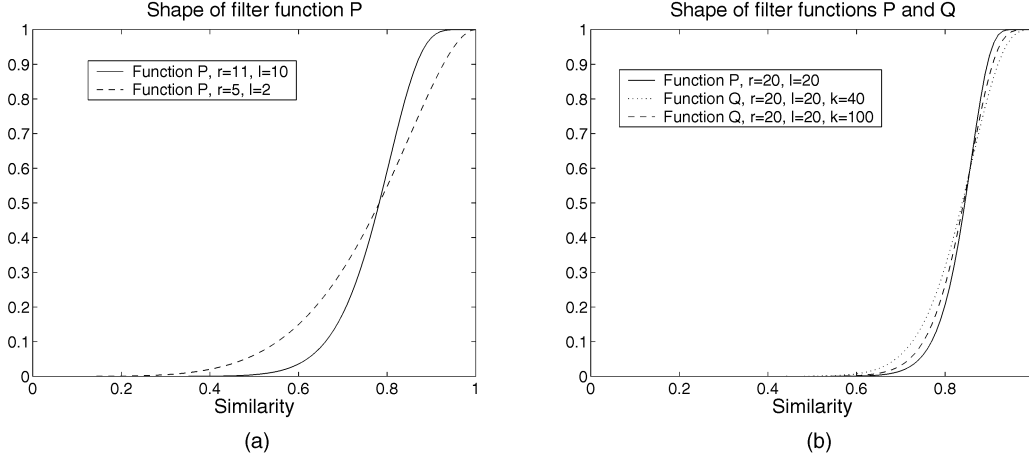 Shape of filter function P
1
0.9
0.8
0.7
0.6
0.5
0.4
0.3
0.2
0.1
0
Function P, r=11, l=10
Function P, r=5, l=2
0 0.2 0.4 0.6 0.8 1
Similarity
(a)
Shape of filter functions P and Q
1
0.9
0.8
0.7
0.6
0.5
0.4
0.3
0.2
0.1
0
Function P, r=20, l=20
Function Q, r=20, l=20, k=40
Function Q, r=20, l=20, k=100
0 0.2 0.4 0.6 0.8
Similarity
(b)